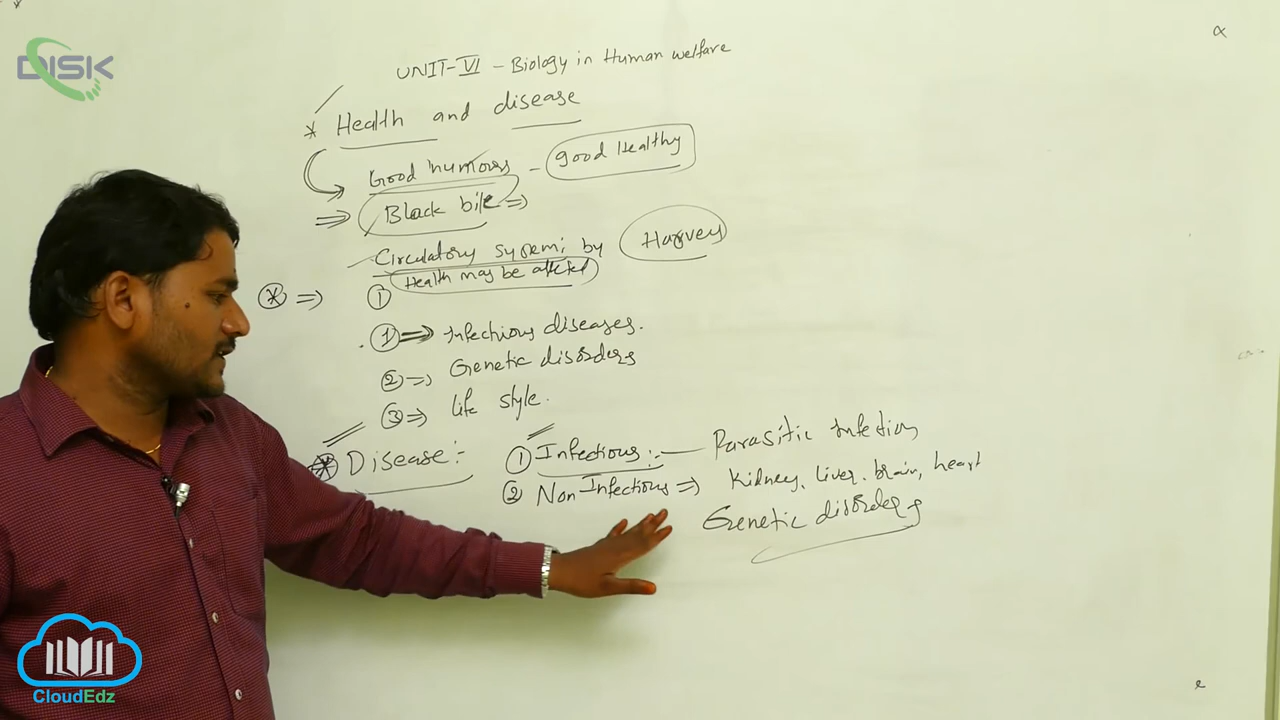 DISK
UNIT-VI - Biology in Human welfare
* Health and disease
Good humours - good Healthy
⇒ Black bile ⇒
Circulatory system; by Harvey
Health may be affected
* ⇒ ①
① ⇒ Infectious diseases.
② ⇒ Genetic disorders
③ ⇒ life style.
* Disease:- ① Infectious:- Parasitic Infection
② Non Infectious ⇒ Kidney, liver, brain, heart
Genetic disorders
CloudEdz